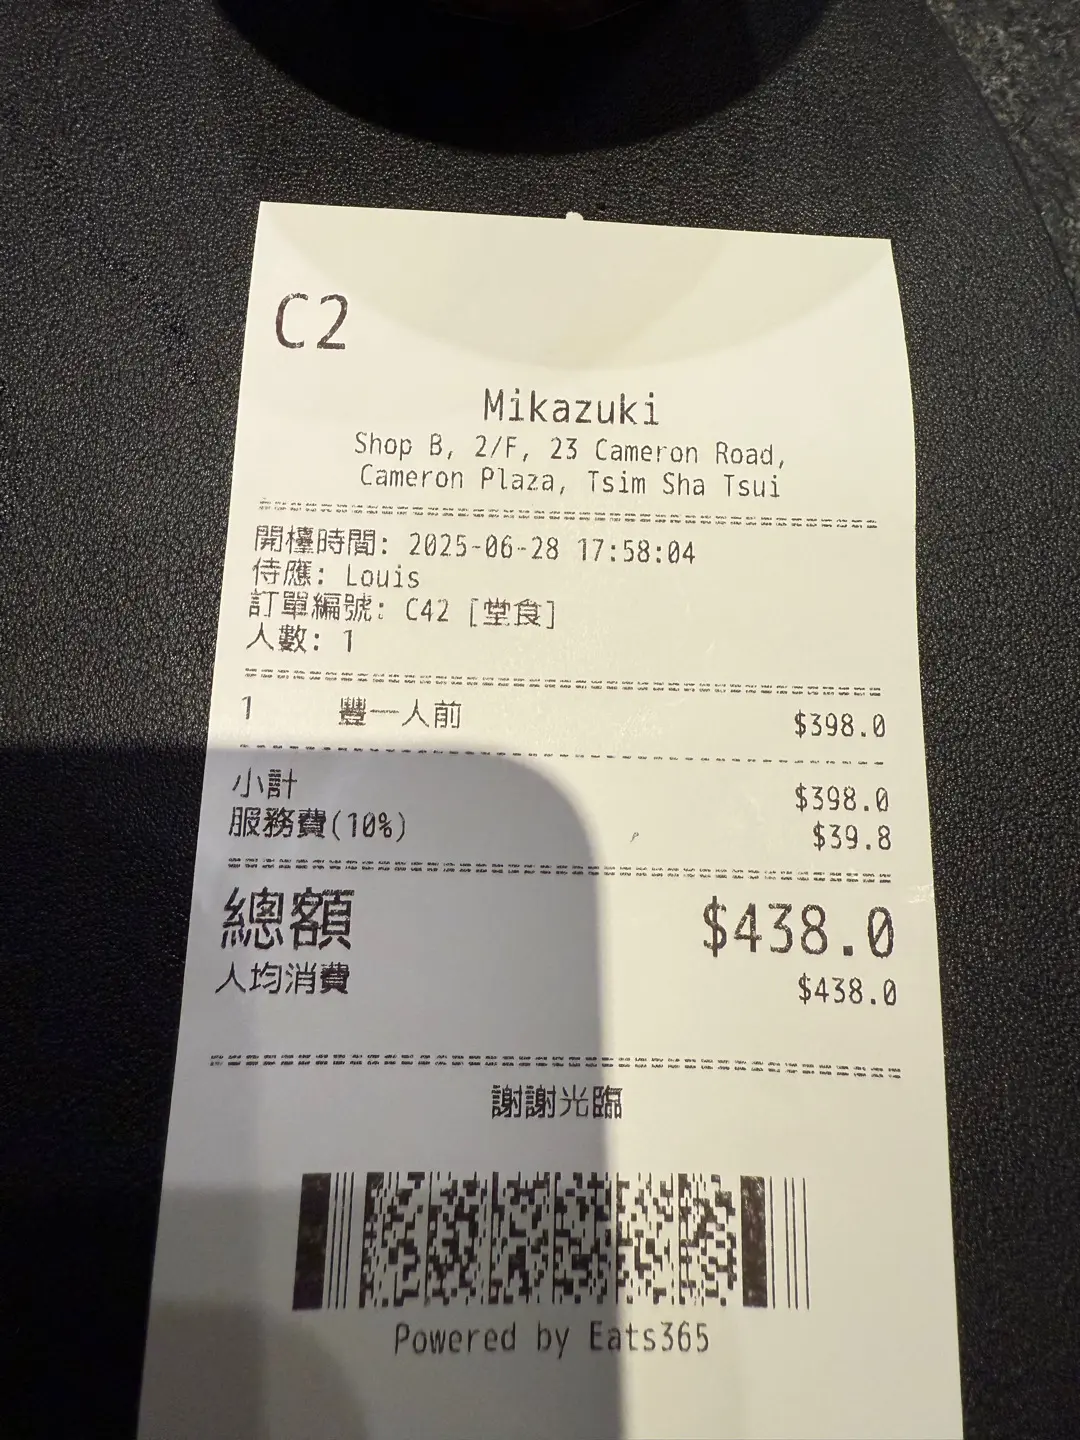 C2
Mikazuki
Shop B, 2/F, 23 Cameron Road,
Cameron Plaza, Tsim Sha Tsui
開檯時間: 2025-06-28 17:58:04
侍應: Louis
訂單編號: C42 [堂食]
人數: 1
1 豐一人前 $398.0
小計 $398.0
服務費(10%) $39.8
總額 $438.0
人均消費 $438.0
謝謝光臨
Powered by Eats365